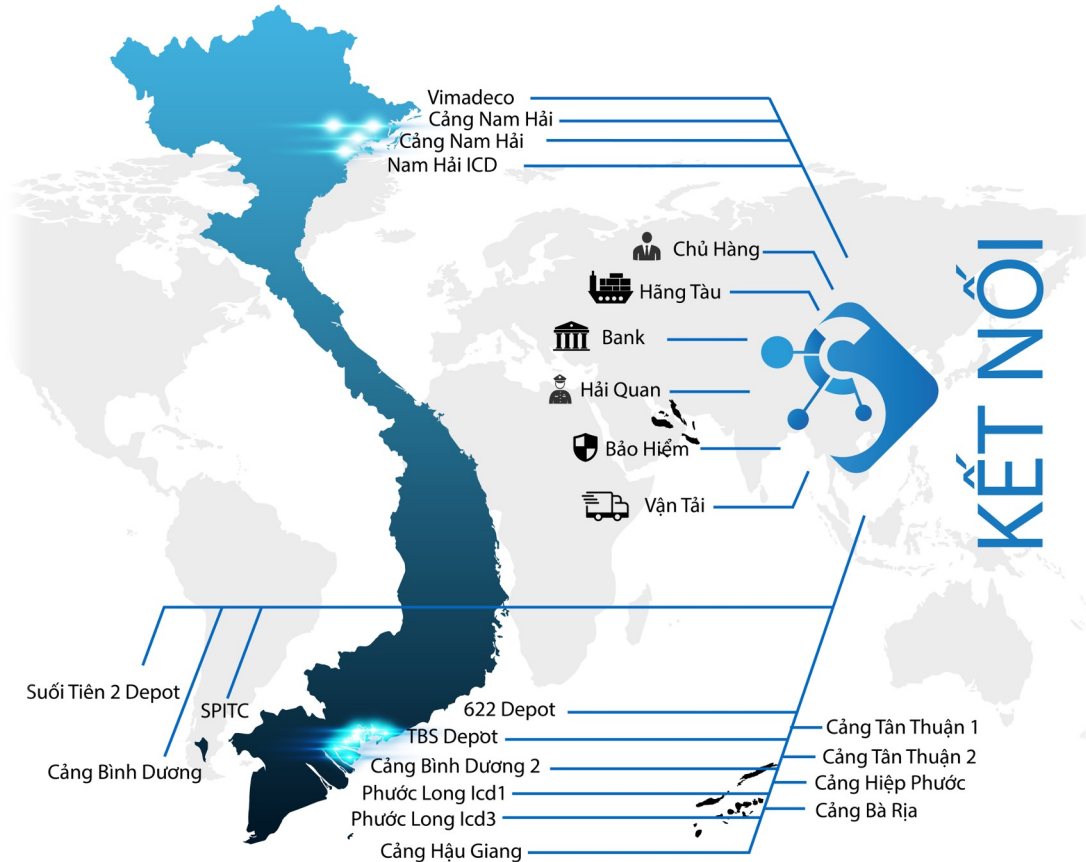 Vimadeco
Cảng Nam Hải
Cảng Nam Hải
Nam Hải ICD
Chủ Hàng
Hãng Tàu
Bank
Hải Quan
Bảo Hiểm
Vận Tải
KẾT NỐI
Suối Tiên 2 Depot
SPITC
Cảng Bình Dương
622 Depot
TBS Depot
Cảng Bình Dương 2
Phước Long Icd1
Phước Long Icd3
Cảng Hậu Giang
Cảng Tân Thuận 1
Cảng Tân Thuận 2
Cảng Hiệp Phước
Cảng Bà Rịa